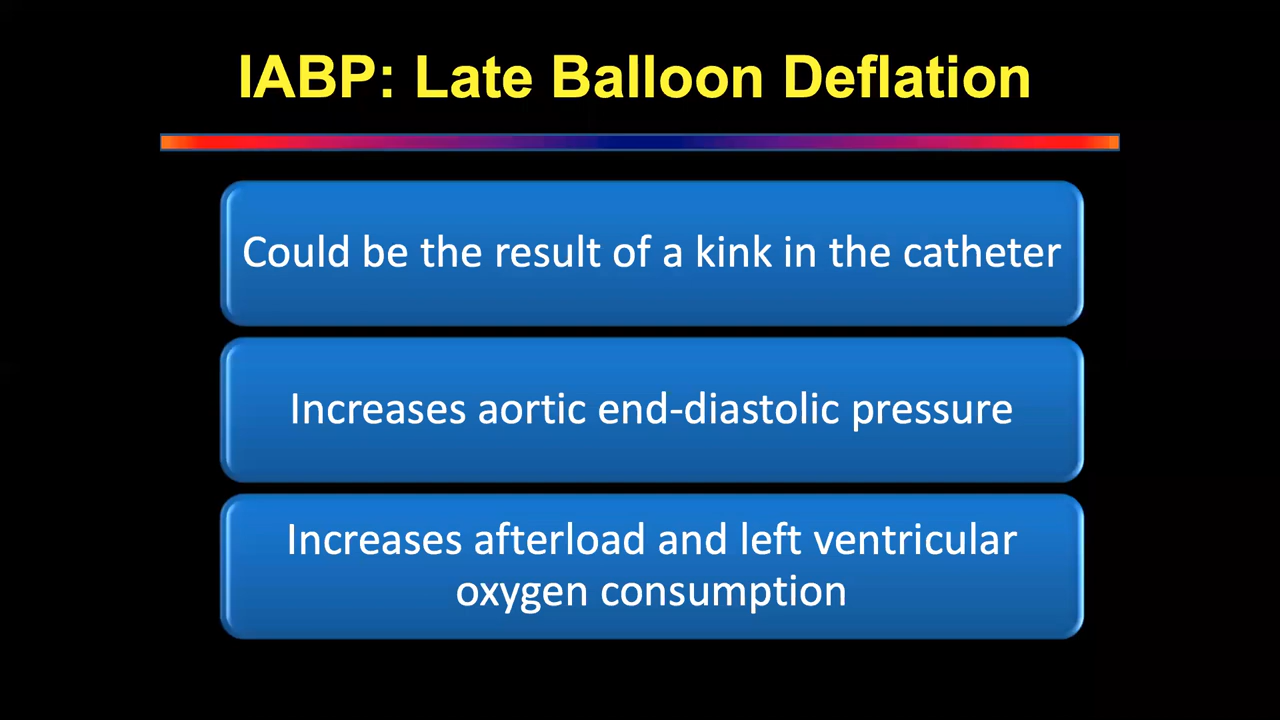 IABP: Late Balloon Deflation
Could be the result of a kink in the catheter
Increases aortic end-diastolic pressure
Increases afterload and left ventricular
oxygen consumption